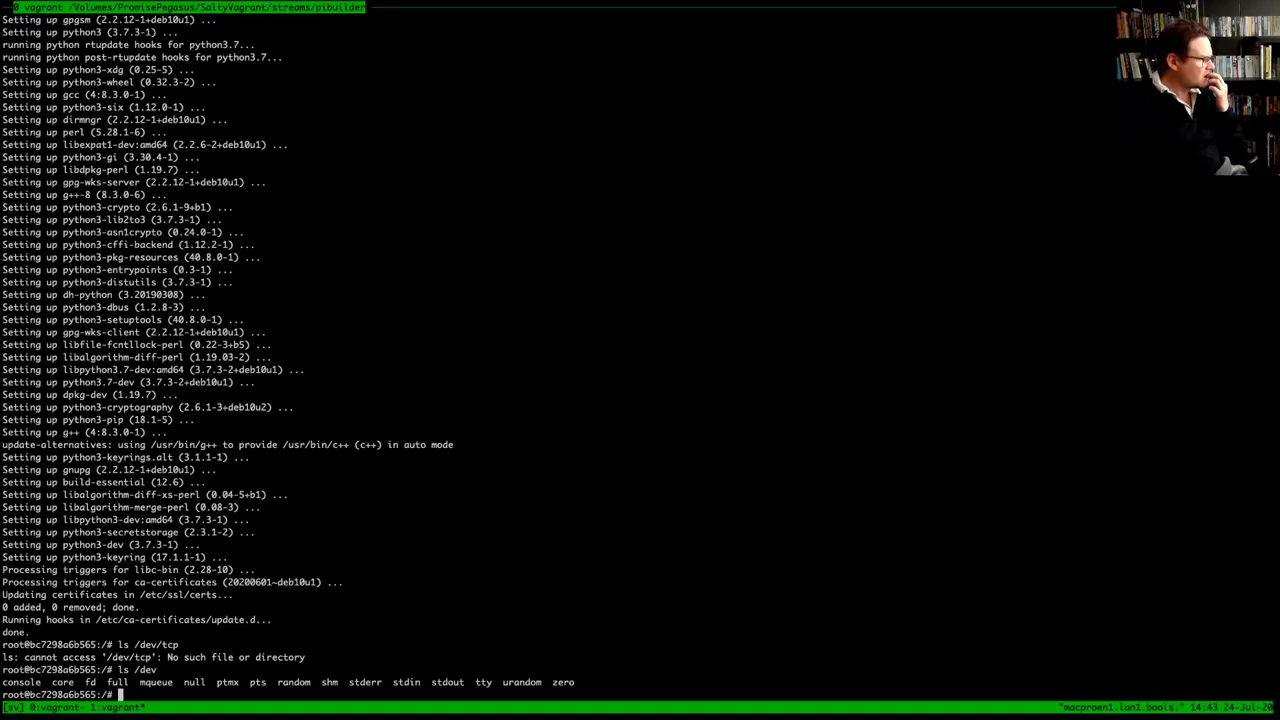 0 vagrant /Volumes/PromisePegasus/SaltyVagrant/streams/pibuilder
Setting up gpgsm (2.2.12-1+deb10u1) ...
Setting up python3 (3.7.3-1) ...
running python rtupdate hooks for python3.7...
running python post-rtupdate hooks for python3.7...
Setting up python3-xdg (0.25-5) ...
Setting up python3-wheel (0.32.3-2) ...
Setting up gcc (4:8.3.0-1) ...
Setting up python3-six (1.12.0-1) ...
Setting up dirmngr (2.2.12-1+deb10u1) ...
Setting up perl (5.28.1-6) ...
Setting up libexpat1-dev:amd64 (2.2.6-2+deb10u1) ...
Setting up python3-gi (3.30.4-1) ...
Setting up libdpkg-perl (1.19.7) ...
Setting up gpg-wks-server (2.2.12-1+deb10u1) ...
Setting up g++-8 (8.3.0-6) ...
Setting up python3-crypto (2.6.1-9+b1) ...
Setting up python3-lib2to3 (3.7.3-1) ...
Setting up python3-asn1crypto (0.24.0-1) ...
Setting up python3-cffi-backend (1.12.2-1) ...
Setting up python3-pkg-resources (40.8.0-1) ...
Setting up python3-entrypoints (0.3-1) ...
Setting up python3-distutils (3.7.3-1) ...
Setting up dh-python (3.20190308) ...
Setting up python3-dbus (1.2.8-3) ...
Setting up python3-setuptools (40.8.0-1) ...
Setting up gpg-wks-client (2.2.12-1+deb10u1) ...
Setting up libfile-fcntllock-perl (0.22-3+b5) ...
Setting up libalgorithm-diff-perl (1.19.03-2) ...
Setting up libpython3.7-dev:amd64 (3.7.3-2+deb10u1) ...
Setting up python3.7-dev (3.7.3-2+deb10u1) ...
Setting up dpkg-dev (1.19.7) ...
Setting up python3-cryptography (2.6.1-3+deb10u2) ...
Setting up python3-pip (18.1-5) ...
Setting up g++ (4:8.3.0-1) ...
update-alternatives: using /usr/bin/g++ to provide /usr/bin/c++ (c++) in auto mode
Setting up python3-keyrings.alt (3.1.1-1) ...
Setting up gnupg (2.2.12-1+deb10u1) ...
Setting up build-essential (12.6) ...
Setting up libalgorithm-diff-xs-perl (0.04-5+b1) ...
Setting up libalgorithm-merge-perl (0.08-3) ...
Setting up libpython3-dev:amd64 (3.7.3-1) ...
Setting up python3-secretstorage (2.3.1-2) ...
Setting up python3-dev (3.7.3-1) ...
Setting up python3-keyring (17.1.1-1) ...
Processing triggers for libc-bin (2.28-10) ...
Processing triggers for ca-certificates (20200601~deb10u1) ...
Updating certificates in /etc/ssl/certs...
0 added, 0 removed; done.
Running hooks in /etc/ca-certificates/update.d...
done.
root@bc7298a6b565:/# ls /dev/tcp
ls: cannot access '/dev/tcp': No such file or directory
root@bc7298a6b565:/# ls /dev
console core fd full mqueue null ptmx pts random shm stderr stdin stdout tty urandom zero
root@bc7298a6b565:/#
[sv] 0:vagrant- 1:vagrant* "macproen1.lan1.bools." 14:43 24-Jul-20